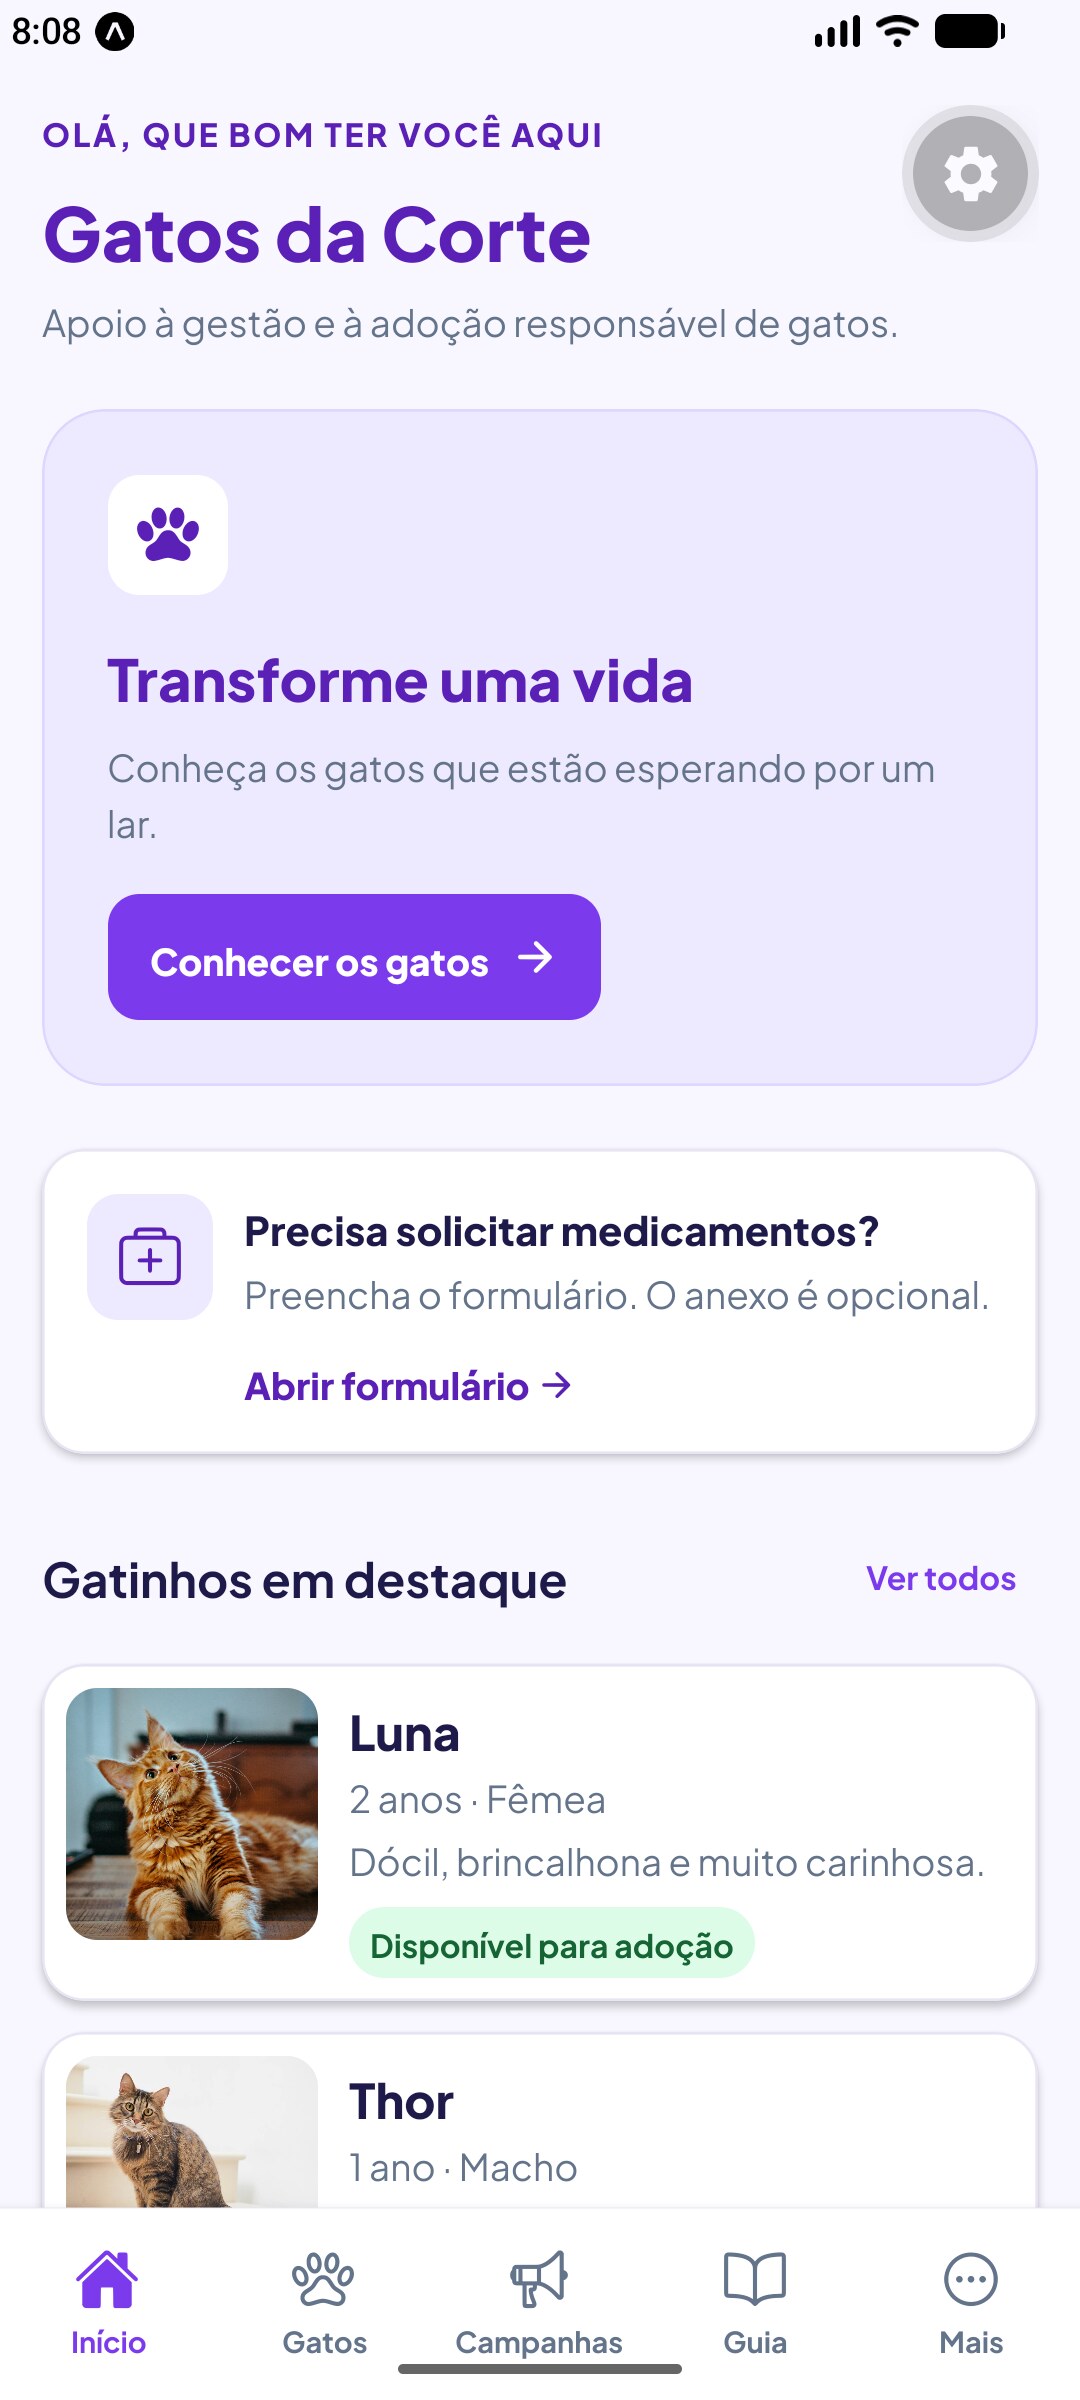 8:08
OLÁ, QUE BOM TER VOCÊ AQUI
Gatos da Corte
Apoio à gestão e à adoção responsável de gatos.
Transforme uma vida
Conheça os gatos que estão esperando por um
lar.
Conhecer os gatos
Precisa solicitar medicamentos?
Preencha o formulário. O anexo é opcional.
Abrir formulário
Gatinhos em destaque
Ver todos
Luna
2 anos · Fêmea
Dócil, brincalhona e muito carinhosa.
Disponível para adoção
Thor
1 ano · Macho
Início
Gatos
Campanhas
Guia
Mais